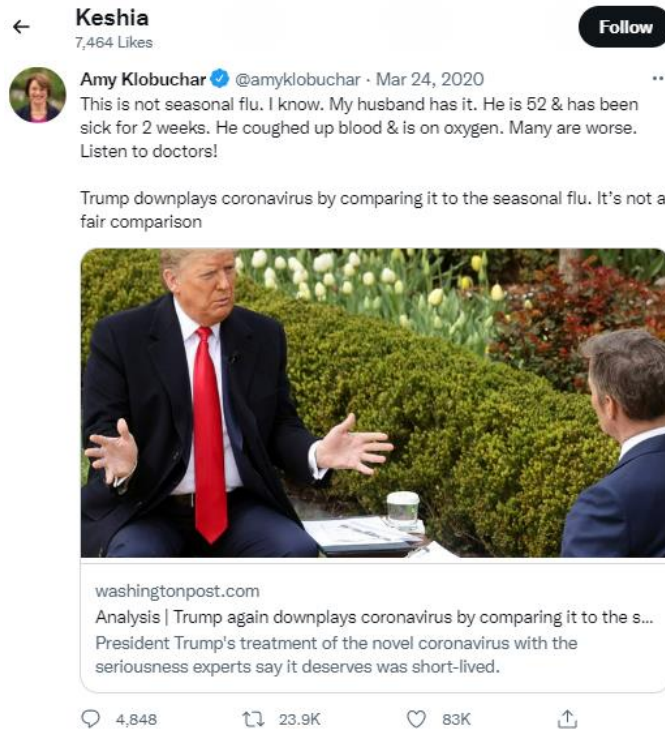 Keshia
7,464 Likes
Follow
Amy Klobuchar @amyklobuchar · Mar 24, 2020
This is not seasonal flu. I know. My husband has it. He is 52 & has been
sick for 2 weeks. He coughed up blood & is on oxygen. Many are worse.
Listen to doctors!
Trump downplays coronavirus by comparing it to the seasonal flu. It's not a
fair comparison
washingtonpost.com
Analysis | Trump again downplays coronavirus by comparing it to the s...
President Trump's treatment of the novel coronavirus with the
seriousness experts say it deserves was short-lived.
4,848 23.9K 83K